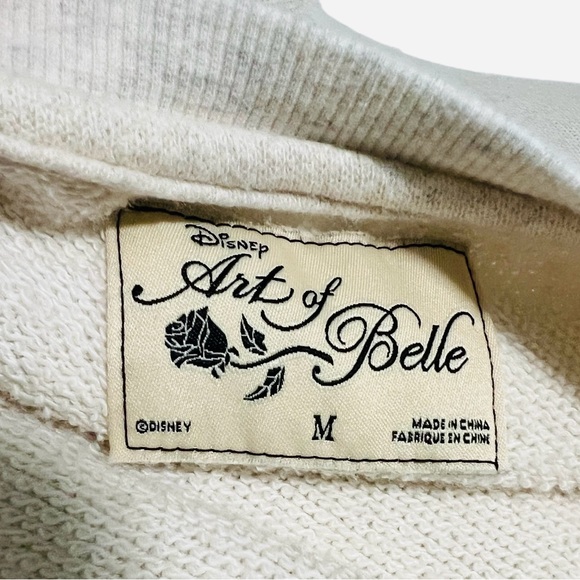 Disney
Art of
Belle
©DISNEY
M
MADE IN CHINA
FABRIQUE EN CHINE